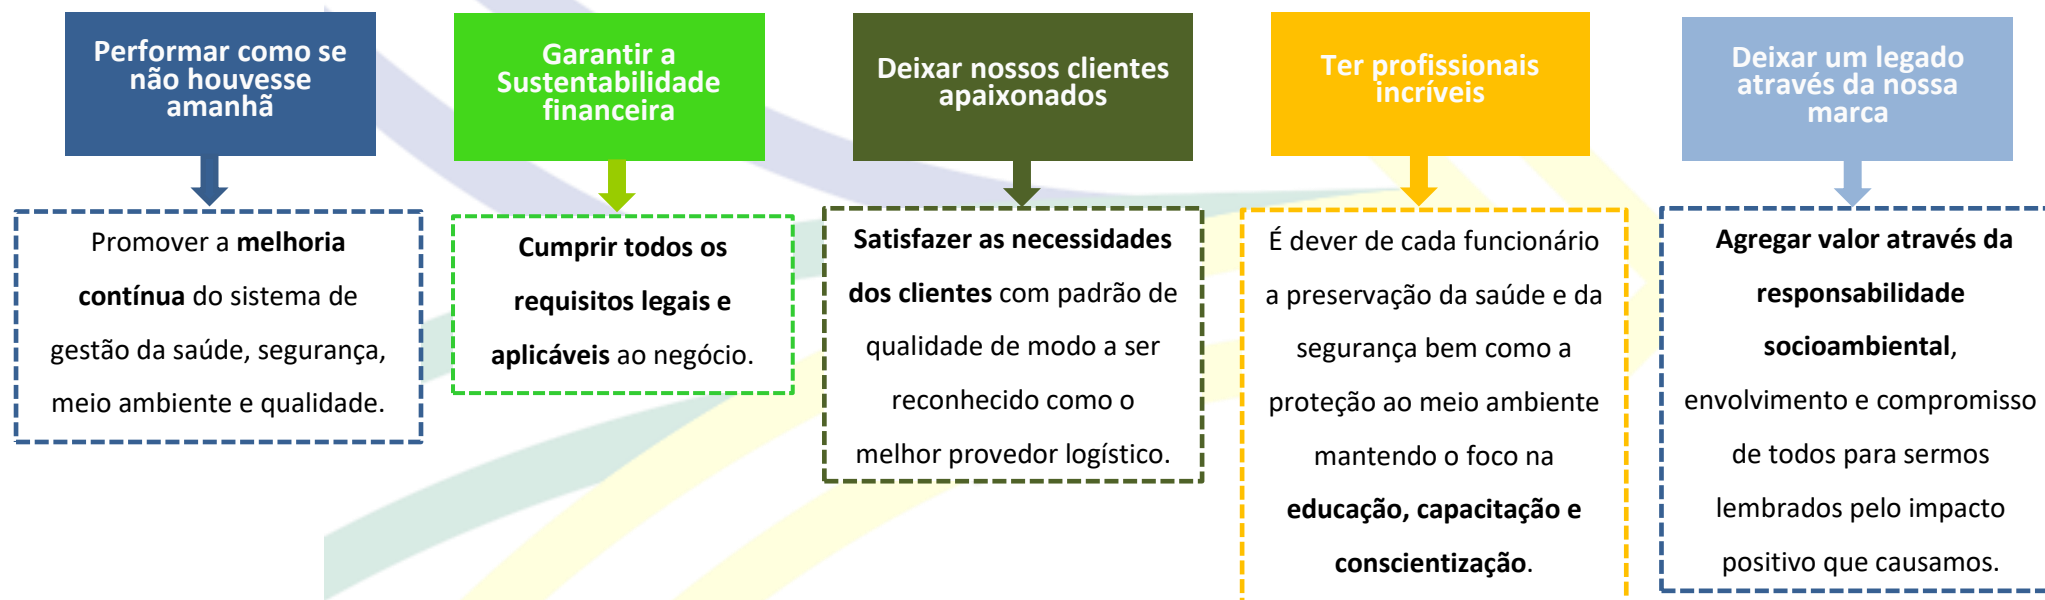 Performar como se
não houvesse
amanhã
Promover a melhoria
contínua do sistema de
gestão da saúde, segurança,
meio ambiente e qualidade.
Garantir a
Sustentabilidade
financeira
Cumprir todos os
requisitos legais e
aplicáveis ao negócio.
Deixar nossos clientes
apaixonados
Satisfazer as necessidades
dos clientes com padrão de
qualidade de modo a ser
reconhecido como o
melhor provedor logístico.
Ter profissionais
incríveis
É dever de cada funcionário
a preservação da saúde e da
segurança bem como a
proteção ao meio ambiente
mantendo o foco na
educação, capacitação e
conscientização.
Deixar um legado
através da nossa
marca
Agregar valor através da
responsabilidade
socioambiental,
envolvimento e compromisso
de todos para sermos
lembrados pelo impacto
positivo que causamos.